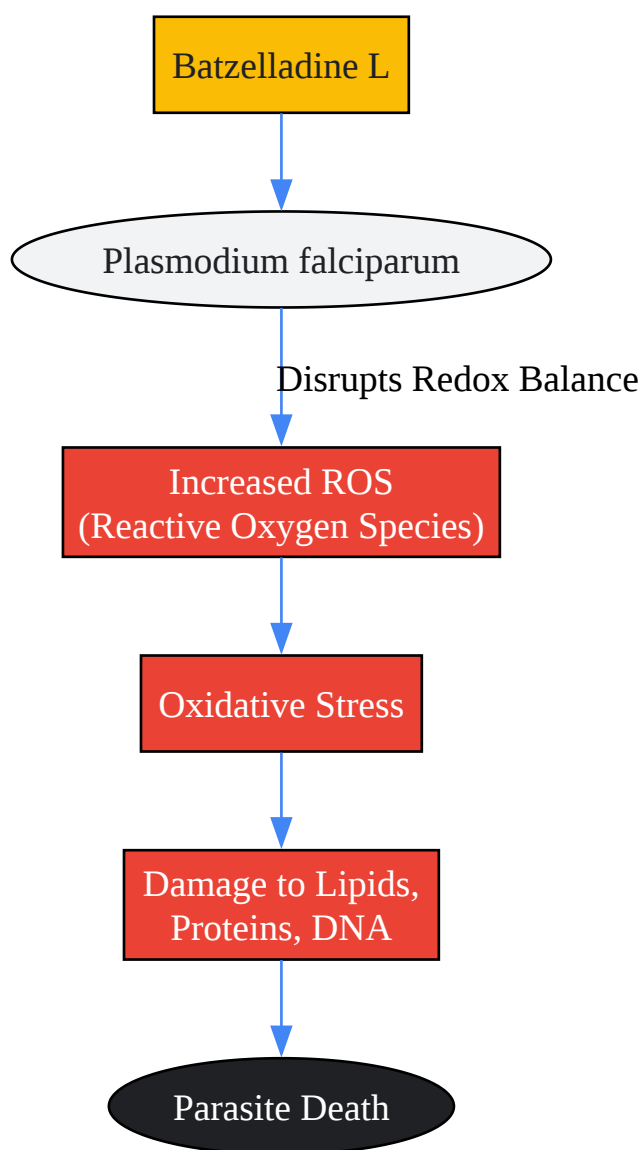 Batzelladine L
Plasmodium falciparum
Disrupts Redox Balance
Increased ROS
(Reactive Oxygen Species)
Oxidative Stress
Damage to Lipids,
Proteins, DNA
Parasite Death